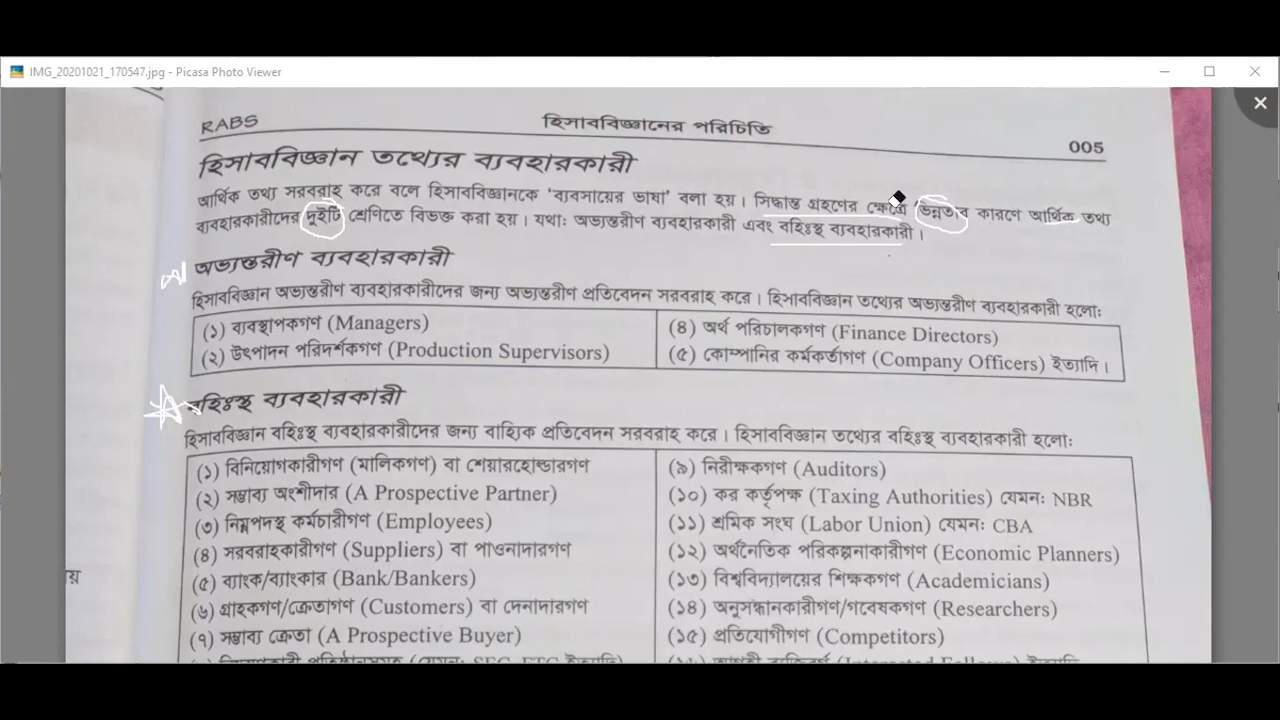 IMG_20201021_170547.jpg - Picasa Photo Viewer
RABS হিসাববিজ্ঞানের পরিচিতি 005
হিসাববিজ্ঞান তথ্যের ব্যবহারকারী
আর্থিক তথ্য সরবরাহ করে বলে হিসাববিজ্ঞানকে 'ব্যবসায়ের ভাষা' বলা হয়। সিদ্ধান্ত গ্রহণের ক্ষেত্রে ভিন্নতার কারণে আর্থিক তথ্য
ব্যবহারকারীদের দুইটি শ্রেণিতে বিভক্ত করা হয়। যথাঃ অভ্যন্তরীণ ব্যবহারকারী এবং বহিঃস্থ ব্যবহারকারী।
অভ্যন্তরীণ ব্যবহারকারী
হিসাববিজ্ঞান অভ্যন্তরীণ ব্যবহারকারীদের জন্য অভ্যন্তরীণ প্রতিবেদন সরবরাহ করে। হিসাববিজ্ঞান তথ্যের অভ্যন্তরীণ ব্যবহারকারী হলোঃ
(১) ব্যবস্থাপকগণ (Managers)
(২) উৎপাদন পরিদর্শকগণ (Production Supervisors)
(৪) অর্থ পরিচালকগণ (Finance Directors)
(৫) কোম্পানির কর্মকর্তাগণ (Company Officers) ইত্যাদি।
বহিঃস্থ ব্যবহারকারী
হিসাববিজ্ঞান বহিঃস্থ ব্যবহারকারীদের জন্য বাহ্যিক প্রতিবেদন সরবরাহ করে। হিসাববিজ্ঞান তথ্যের বহিঃস্থ ব্যবহারকারী হলোঃ
(১) বিনিয়োগকারীগণ (মালিকগণ) বা শেয়ারহোল্ডারগণ
(২) সম্ভাব্য অংশীদার (A Prospective Partner)
(৩) নিম্নপদস্থ কর্মচারীগণ (Employees)
(৪) সরবরাহকারীগণ (Suppliers) বা পাওনাদারগণ
(৫) ব্যাংক/ব্যাংকার (Bank/Bankers)
(৬) গ্রাহকগণ/ক্রেতাগণ (Customers) বা দেনাদারগণ
(৭) সম্ভাব্য ক্রেতা (A Prospective Buyer)
(৯) নিরীক্ষকগণ (Auditors)
(১০) কর কর্তৃপক্ষ (Taxing Authorities) যেমনঃ NBR
(১১) শ্রমিক সংঘ (Labor Union) যেমনঃ CBA
(১২) অর্থনৈতিক পরিকল্পনাকারীগণ (Economic Planners)
(১৩) বিশ্ববিদ্যালয়ের শিক্ষকগণ (Academicians)
(১৪) অনুসন্ধানকারীগণ/গবেষকগণ (Researchers)
(১৫) প্রতিযোগীগণ (Competitors)